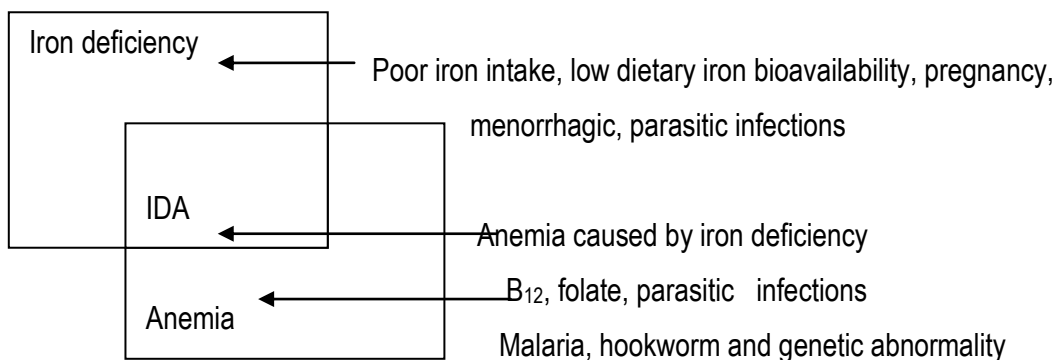 Iron deficiency
Poor iron intake, low dietary iron bioavailability, pregnancy,
menorrhagic, parasitic infections
IDA
Anemia caused by iron deficiency
B₁₂, folate, parasitic infections
Anemia
Malaria, hookworm and genetic abnormality